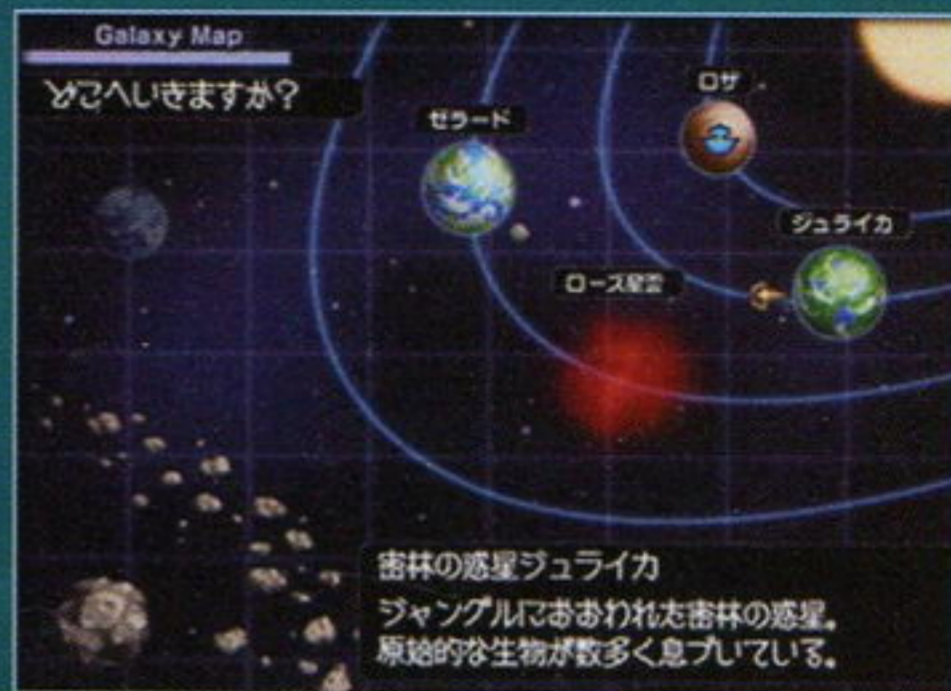 Galaxy Map
どこへいきますか?
ロザ
ゼラード
ジュライカ
ローズ星雲
密林の惑星ジュライカ
ジャングルにおおわれた密林の惑星。
原始的な生物が数多く息づいている。